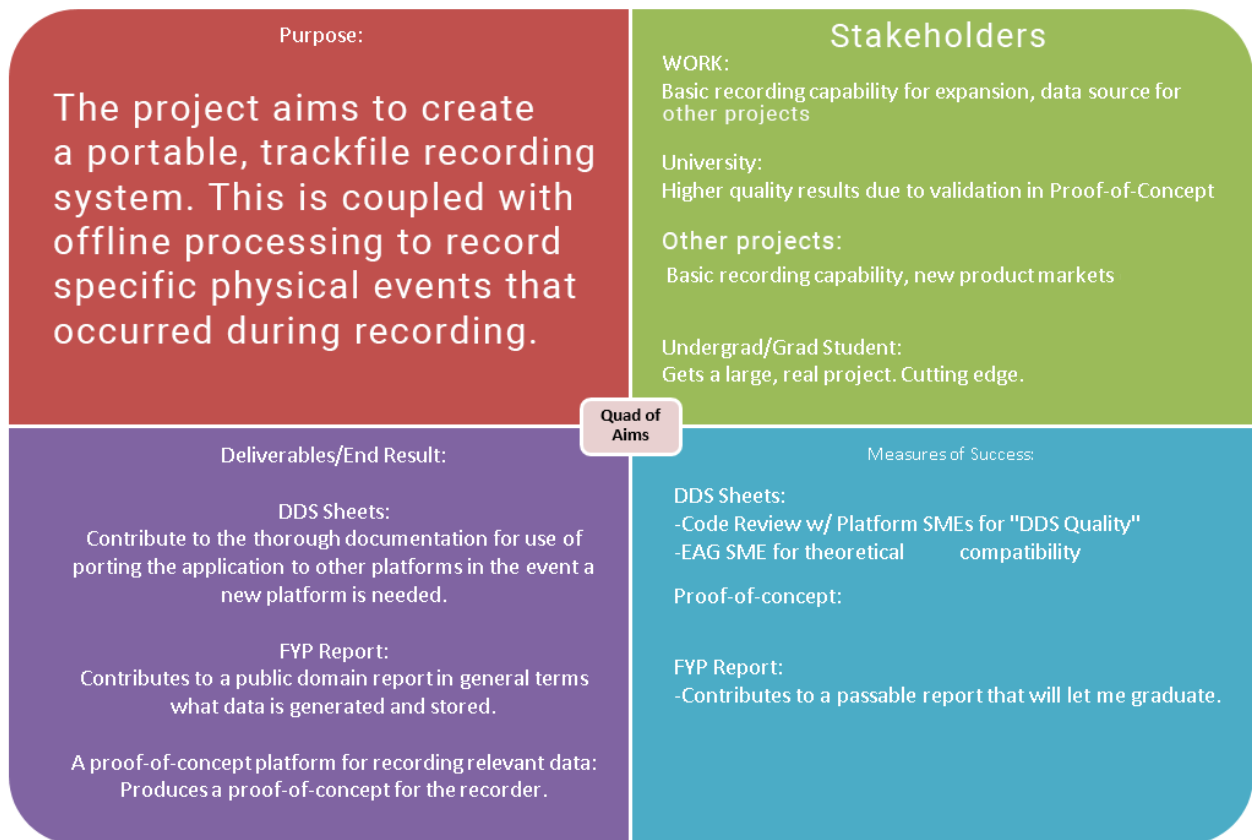 Purpose:
The project aims to create
a portable, trackfile recording
system. This is coupled with
offline processing to record
specific physical events that
occurred during recording.
Stakeholders
WORK:
Basic recording capability for expansion, data source for
other projects
University:
Higher quality results due to validation in Proof-of-Concept
Other projects:
Basic recording capability, new product markets
Undergrad/Grad Student:
Gets a large, real project. Cutting edge.
Quad of
Aims
Deliverables/End Result:
DDS Sheets:
Contribute to the thorough documentation for use of
porting the application to other platforms in the event a
new platform is needed.
FYP Report:
Contributes to a public domain report in general terms
what data is generated and stored.
A proof-of-concept platform for recording relevant data:
Produces a proof-of-concept for the recorder.
Measures of Success:
DDS Sheets:
-Code Review w/ Platform SMEs for "DDS Quality"
-EAG SME for theoretical compatibility
Proof-of-concept:
FYP Report:
-Contributes to a passable report that will let me graduate.